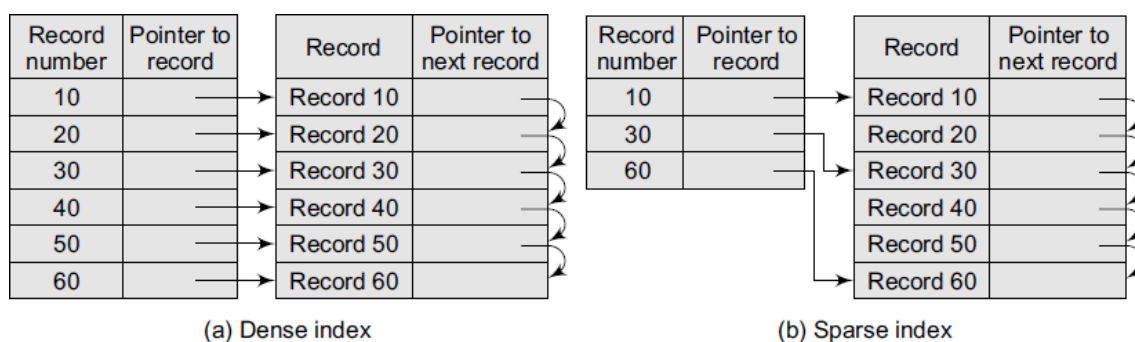 Record number Pointer to record Record Pointer to next record
10 Record 10
20 Record 20
30 Record 30
40 Record 40
50 Record 50
60 Record 60
(a) Dense index
Record number Pointer to record Record Pointer to next record
10 Record 10
30 Record 20
60 Record 30
Record 40
Record 50
Record 60
(b) Sparse index